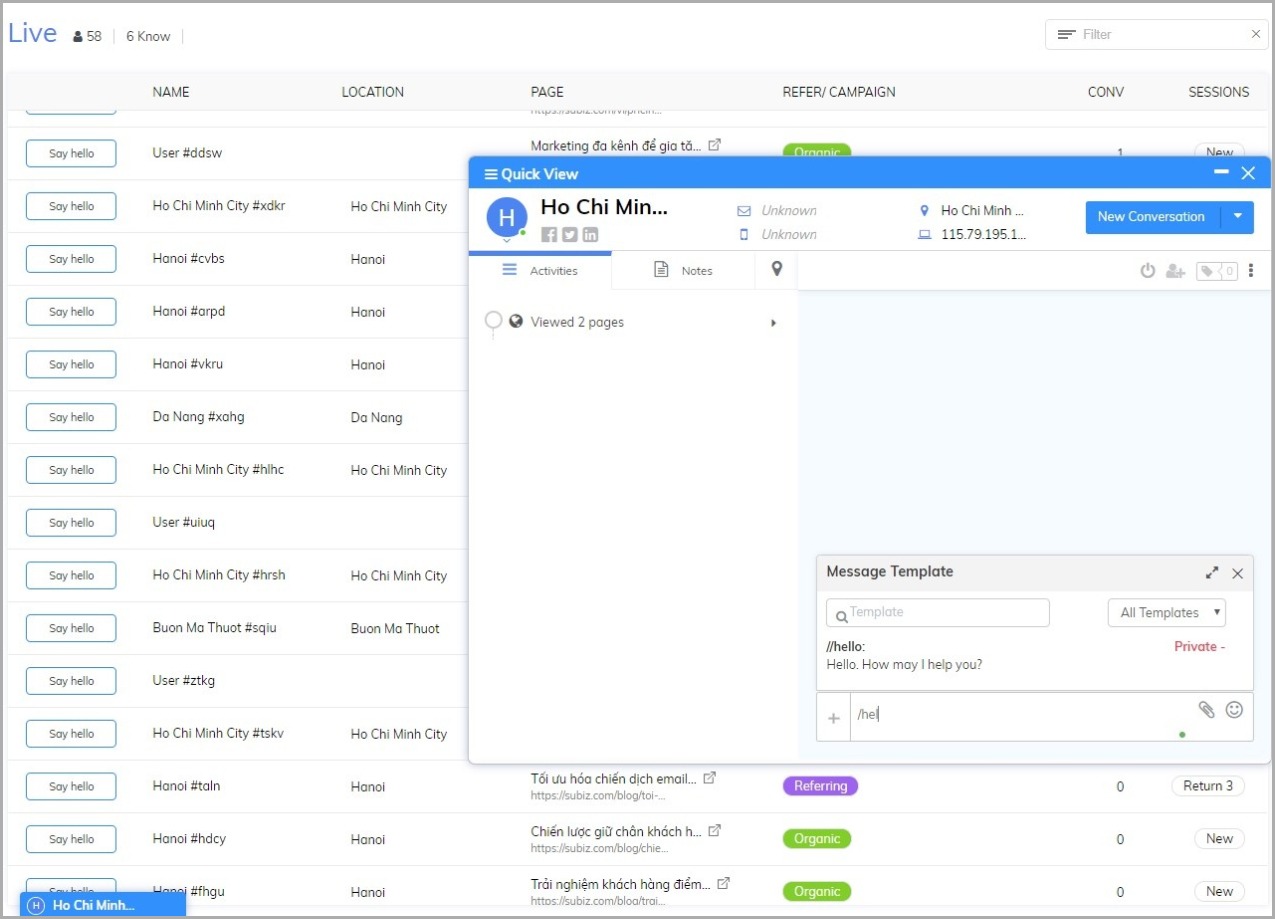 Live 58 6 Know
Filter
NAME LOCATION PAGE REFER/ CAMPAIGN CONV SESSIONS
Say hello User #ddsw Marketing đa kênh để gia tă... Organic 1 New
Say hello Ho Chi Minh City #xdkr Ho Chi Minh City
Say hello Hanoi #cvbs Hanoi
Say hello Hanoi #arpd Hanoi
Say hello Hanoi #vkru Hanoi
Say hello Da Nang #xahg Da Nang
Say hello Ho Chi Minh City #hlhc Ho Chi Minh City
Say hello User #uiuq
Say hello Ho Chi Minh City #hrsh Ho Chi Minh City
Say hello Buon Ma Thuot #sqiu Buon Ma Thuot
Say hello User #ztkg
Say hello Ho Chi Minh City #tskv Ho Chi Minh City
Say hello Hanoi #taln Hanoi Tối ưu hóa chiến dịch email... Referring 0 Return 3
https://subiz.com/blog/toi-...
Say hello Hanoi #hdcy Hanoi Chiến lược giữ chân khách h... Organic 0 New
https://subiz.com/blog/chie...
Say hello Hanoi #fhgu Hanoi Trải nghiệm khách hàng điểm... Organic 0 New
https://subiz.com/blog/trai...
H Ho Chi Minh...
Quick View
H Ho Chi Min... Unknown Ho Chi Minh ... New Conversation
Unknown 115.79.195.1...
Activities Notes 0
Viewed 2 pages
Message Template
Template All Templates
//hello: Private -
Hello. How may I help you?
/hel